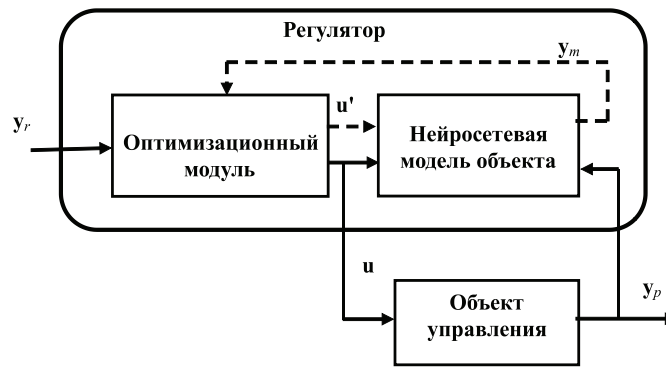 Регулятор
y_m
y_r
u'
Оптимизационный
модуль
Нейросетевая
модель объекта
u
Объект
управления
y_p